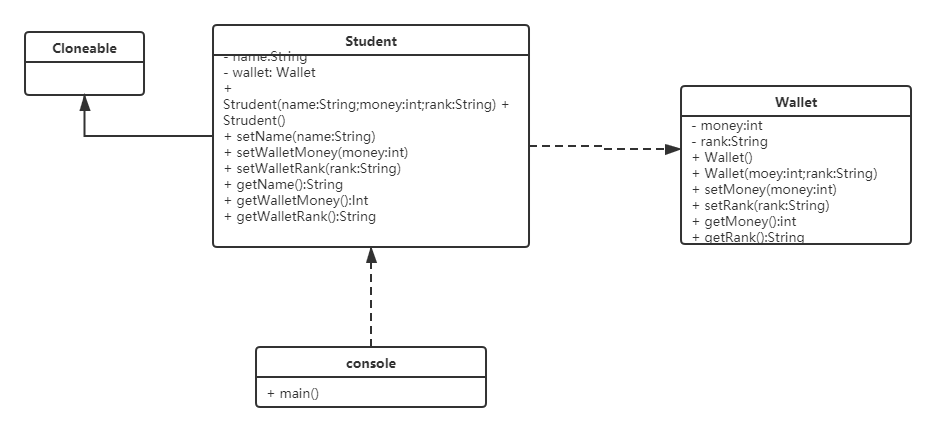 Cloneable
Student
- name:String
- wallet: Wallet
+
Strudent(name:String;money:int;rank:String) +
Strudent()
+ setName(name:String)
+ setWalletMoney(money:int)
+ setWalletRank(rank:String)
+ getName():String
+ getWalletMoney():Int
+ getWalletRank():String
Wallet
- money:int
- rank:String
+ Wallet()
+ Wallet(moey:int;rank:String)
+ setMoney(money:int)
+ setRank(rank:String)
+ getMoney():int
+ getRank():String
console
+ main()